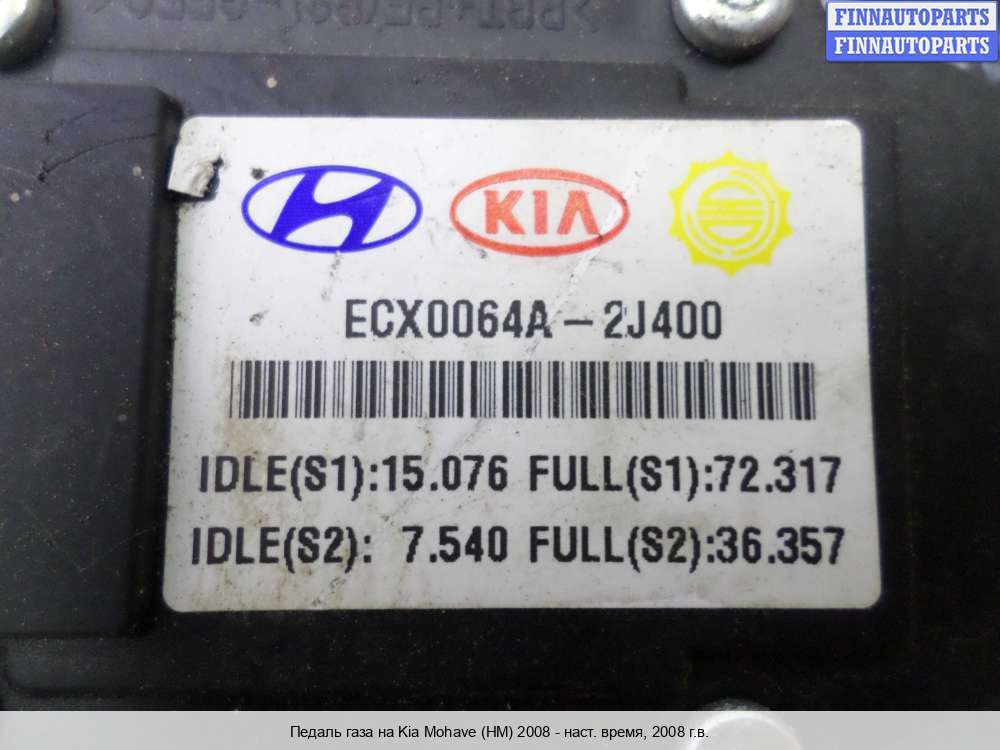 FINNAUTOPARTS
FINNAUTOPARTS
KIA
ECX0064A-2J400
IDLE(S1):15.076 FULL(S1):72.317
IDLE(S2): 7.540 FULL(S2):36.357
Педаль газа на Kia Mohave (HM) 2008 - наст. время, 2008 г.в.